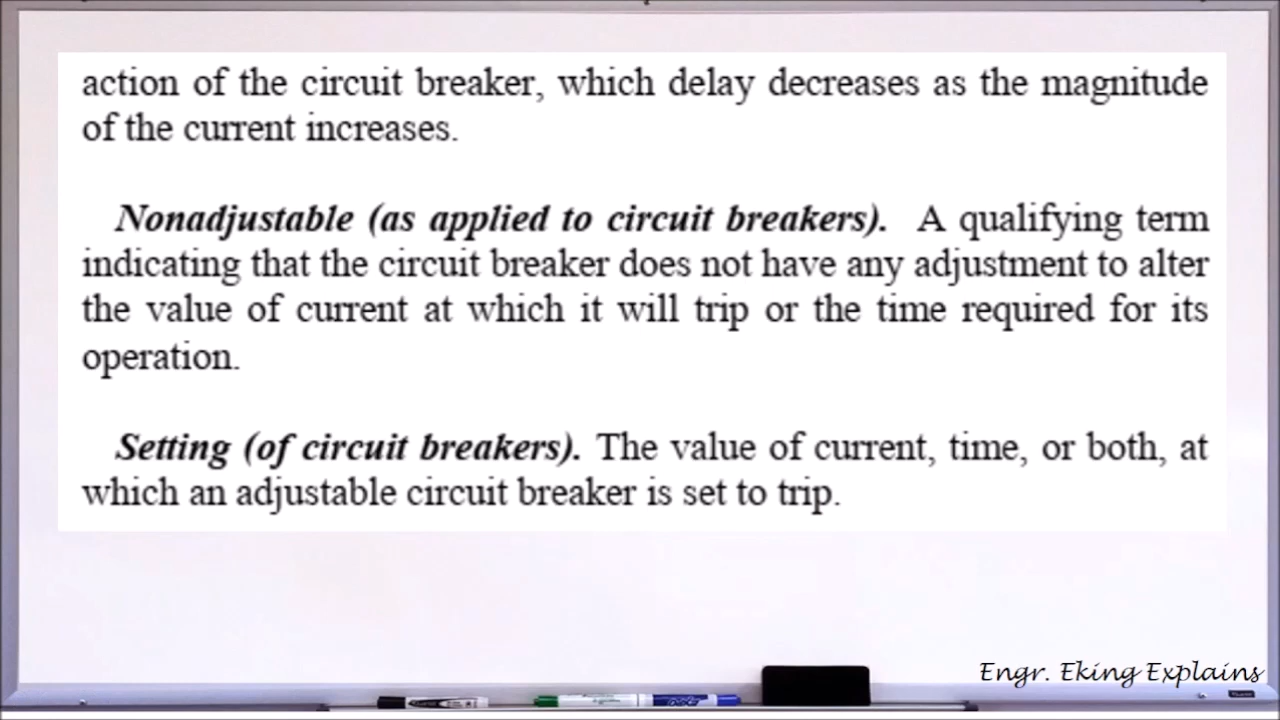 action of the circuit breaker, which delay decreases as the magnitude
of the current increases.
Nonadjustable (as applied to circuit breakers). A qualifying term
indicating that the circuit breaker does not have any adjustment to alter
the value of current at which it will trip or the time required for its
operation.
Setting (of circuit breakers). The value of current, time, or both, at
which an adjustable circuit breaker is set to trip.
Engr. Eking Explains